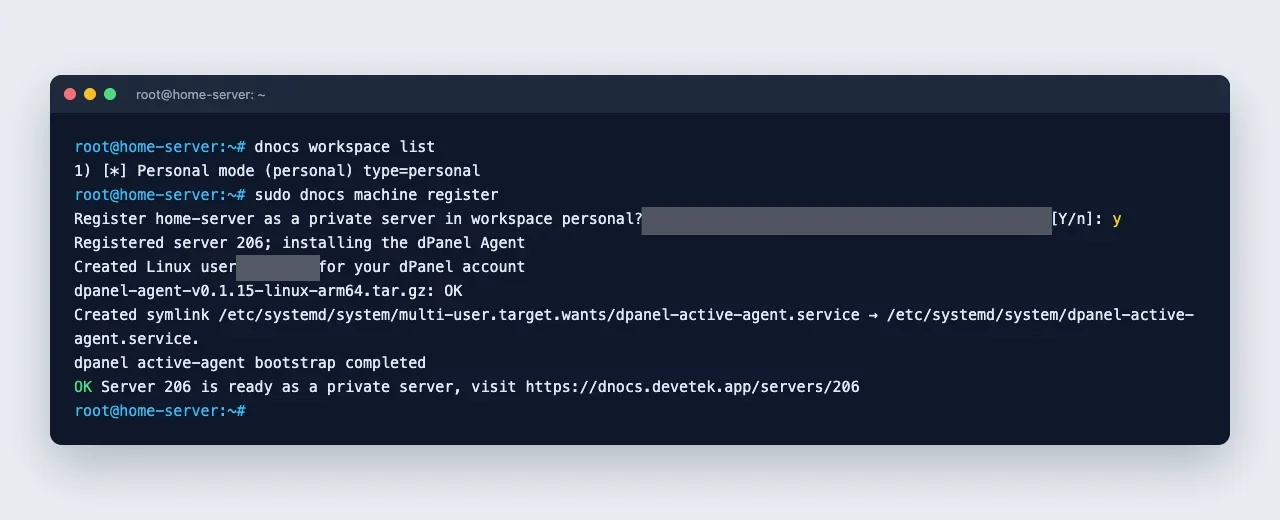 root@home-server: ~
root@home-server:~# dnocs workspace list
1) [*] Personal mode (personal) type=personal
root@home-server:~# sudo dnocs machine register
Register home-server as a private server in workspace personal? [Y/n]: y
Registered server 206; installing the dPanel Agent
Created Linux user for your dPanel account
dpanel-agent-v0.1.15-linux-arm64.tar.gz: OK
Created symlink /etc/systemd/system/multi-user.target.wants/dpanel-active-agent.service → /etc/systemd/system/dpanel-active-
agent.service.
dpanel active-agent bootstrap completed
OK Server 206 is ready as a private server, visit https://dnocs.devetek.app/servers/206
root@home-server:~#